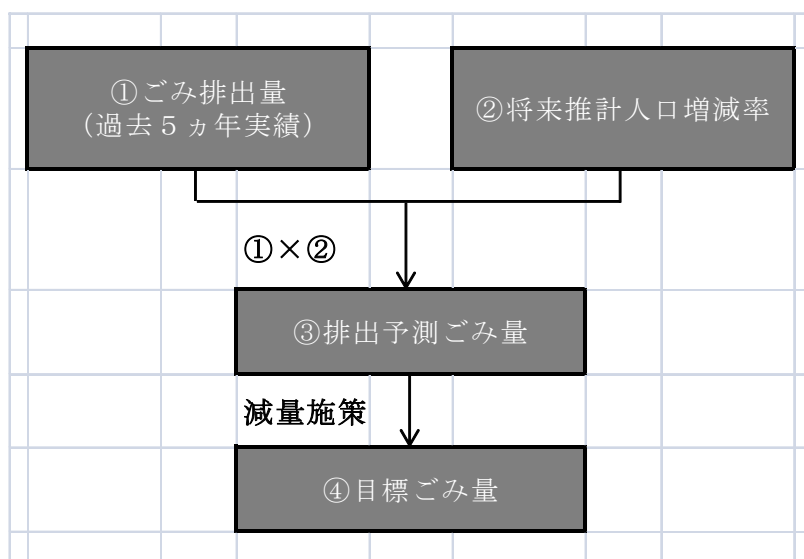 ①ごみ排出量
（過去５ヵ年実績）
②将来推計人口増減率
①×②
③排出予測ごみ量
減量施策
④目標ごみ量